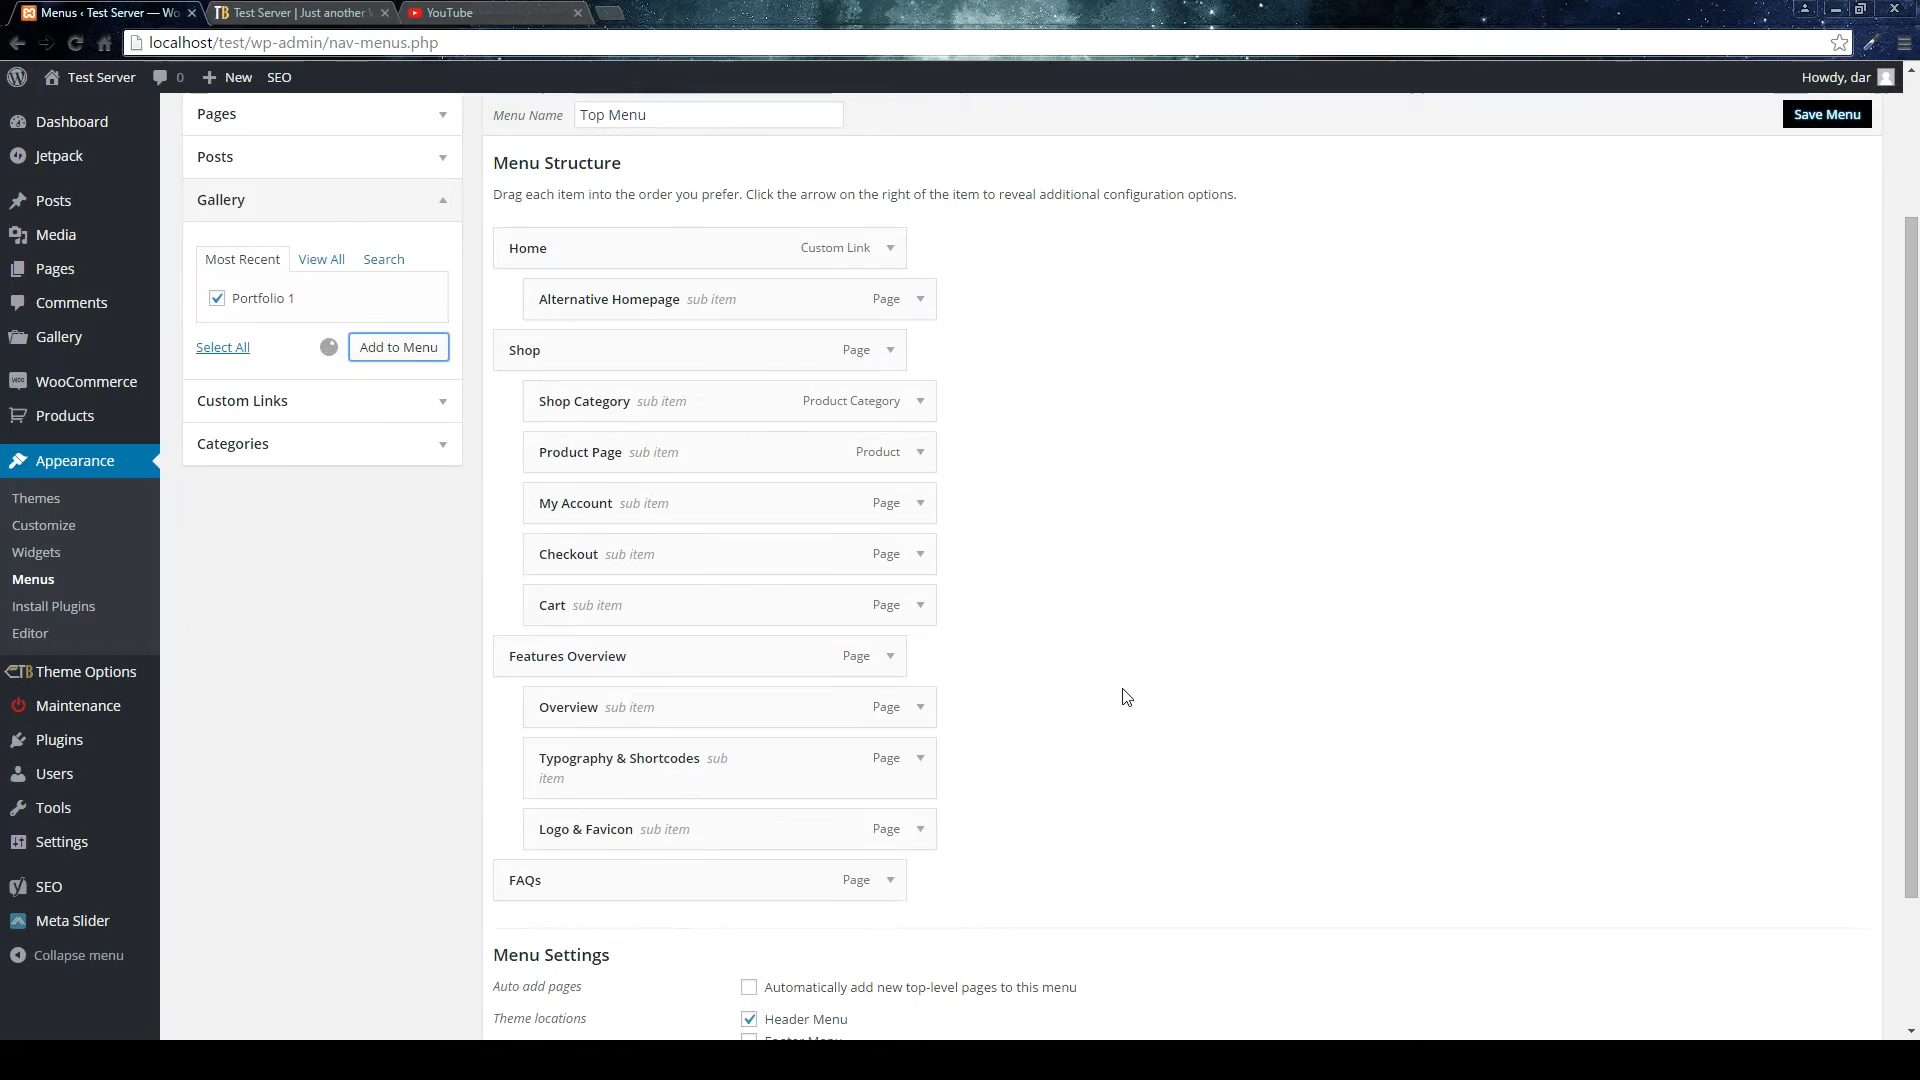 Menus ‹ Test Server — Wo
Test Server | Just another
YouTube
localhost/test/wp-admin/nav-menus.php
Test Server
0
New
SEO
Howdy, dar
Dashboard
Jetpack
Posts
Media
Pages
Comments
Gallery
WooCommerce
Products
Appearance
Themes
Customize
Widgets
Menus
Install Plugins
Editor
Theme Options
Maintenance
Plugins
Users
Tools
Settings
SEO
Meta Slider
Collapse menu
Pages
Posts
Gallery
Most Recent
View All
Search
Portfolio 1
Select All
Add to Menu
Custom Links
Categories
Menu Name
Top Menu
Save Menu
Menu Structure
Drag each item into the order you prefer. Click the arrow on the right of the item to reveal additional configuration options.
Home Custom Link
Alternative Homepage sub item Page
Shop Page
Shop Category sub item Product Category
Product Page sub item Product
My Account sub item Page
Checkout sub item Page
Cart sub item Page
Features Overview Page
Overview sub item Page
Typography & Shortcodes sub Page
item
Logo & Favicon sub item Page
FAQs Page
Menu Settings
Auto add pages
Automatically add new top-level pages to this menu
Theme locations
Header Menu